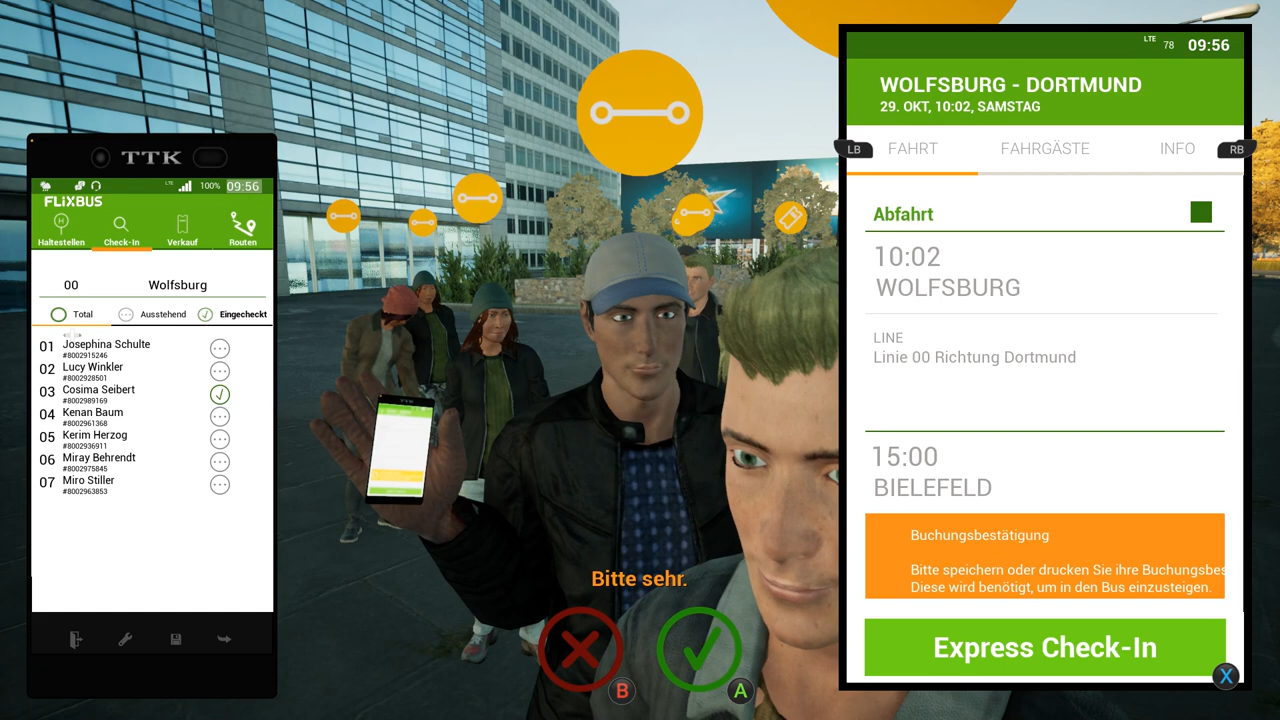 TTK
LTE 100% 09:56
FLiXBUS
Haltestellen Check-In Verkauf Routen
00 Wolfsburg
Total Ausstehend Eingecheckt
01 Josephina Schulte
#8002915246
02 Lucy Winkler
#8002928501
03 Cosima Seibert
#8002989169
04 Kenan Baum
#8002961368
05 Kerim Herzog
#8002936911
06 Miray Behrendt
#8002975845
07 Miro Stiller
#8002963853
TTK
Bitte sehr.
B A
LTE 78 09:56
WOLFSBURG - DORTMUND
29. OKT, 10:02, SAMSTAG
LB FAHRT FAHRGÄSTE INFO RB
Abfahrt
10:02
WOLFSBURG
LINE
Linie 00 Richtung Dortmund
15:00
BIELEFELD
Buchungsbestätigung
Bitte speichern oder drucken Sie ihre Buchungsbes
Diese wird benötigt, um in den Bus einzusteigen.
Express Check-In
X